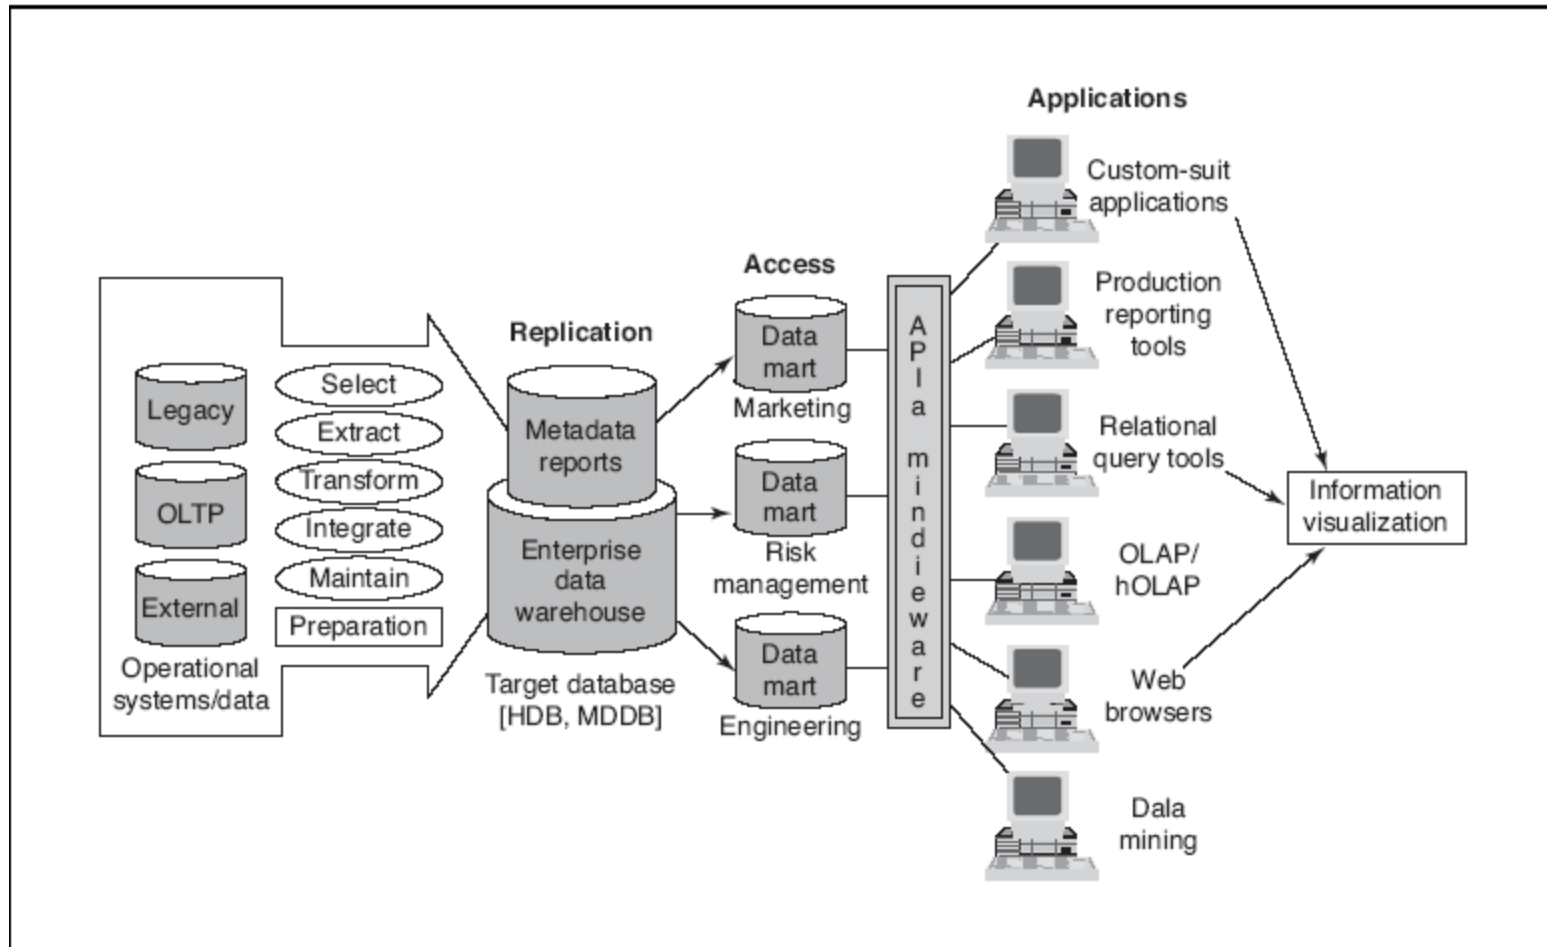 Applications
Custom-suit
applications
Production
reporting
tools
Relational
query tools
OLAP/
hOLAP
Web
browsers
Dala
mining
Information
visualization
Access
Data
mart
Marketing
Data
mart
Risk
management
Data
mart
Engineering
APIa mindieware
Replication
Metadata
reports
Enterprise
data
warehouse
Target database
[HDB, MDDB]
Legacy
OLTP
External
Operational
systems/data
Select
Extract
Transform
Integrate
Maintain
Preparation